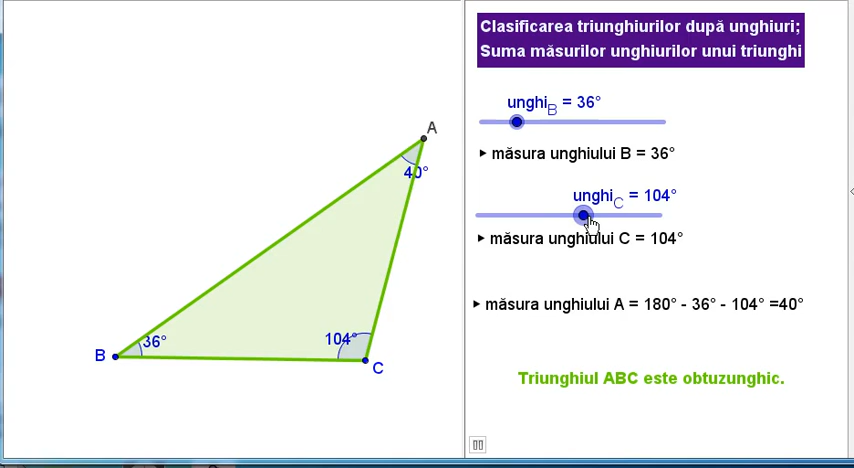 Clasificarea triunghiurilor după unghiuri;
Suma măsurilor unghiurilor unui triunghi
unghi_B = 36°
▸ măsura unghiului B = 36°
unghi_C = 104°
▸ măsura unghiului C = 104°
▸ măsura unghiului A = 180° - 36° - 104° =40°
Triunghiul ABC este obtuzunghic.
A
40°
36°
104°
B
C